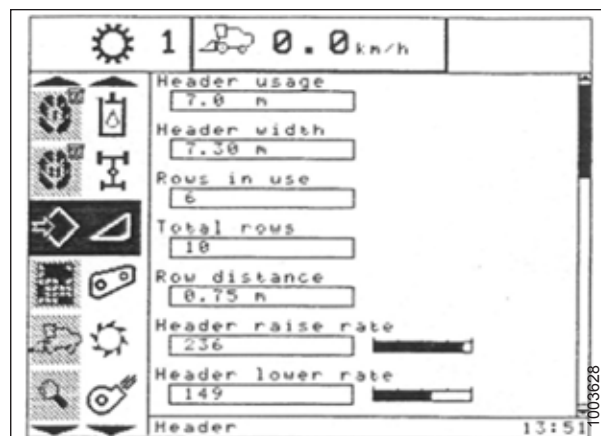 1 0.0 km/h
Header usage
7.0 m
Header width
7.30 m
Rows in use
6
Total rows
10
Row distance
0.75 m
Header raise rate
236
Header lower rate
149
Header 13:51
1003628